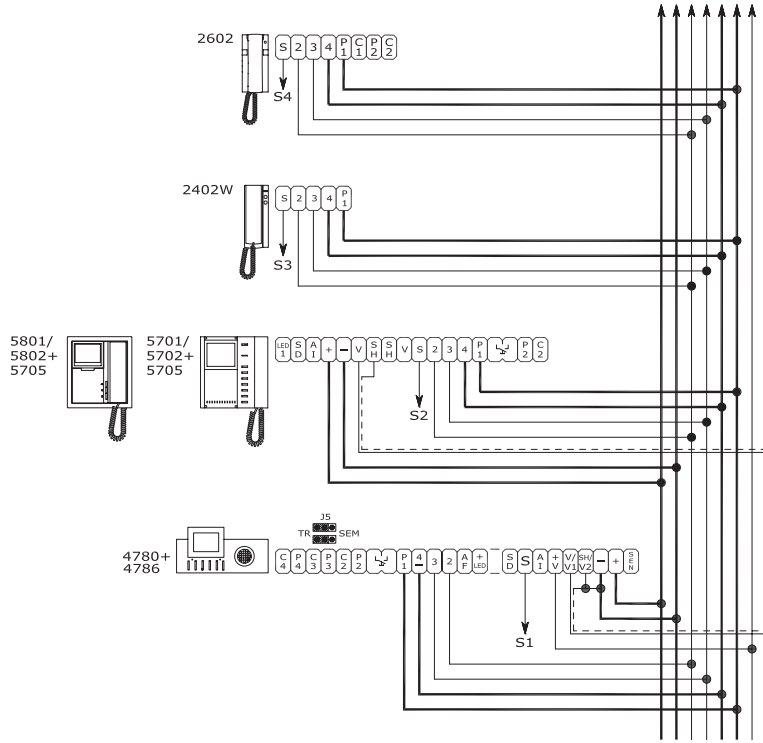 2602
S 2 3 4 P1 C1 P2 C2
S4
2402W
S 2 3 4 P1
S3
5801/
5802+
5705
5701/
5702+
5705
LED1 SD AI + − V SH SH V S 2 3 4 P1 P2 C2
S2
J5
TR SEM
4780+
4786
C4 P4 C3 P3 C2 P2 P1 4− 3 2 AF +LED SD S AI +V V/V1 SH/V2 − + SEN
S1